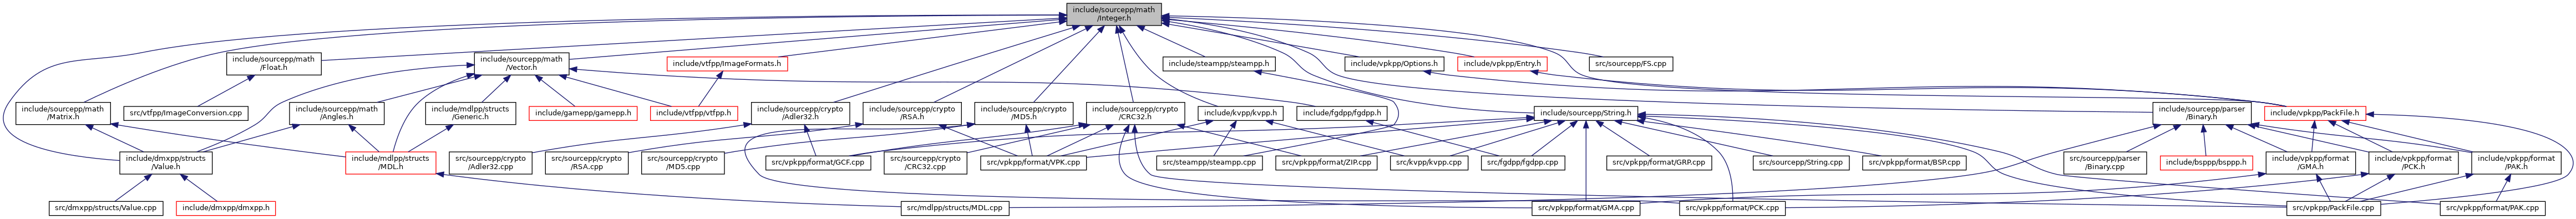 include/sourcepp/math
/Integer.h
include/sourcepp/math
/Float.h
include/sourcepp/math
/Vector.h
include/vtfpp/ImageFormats.h
include/steampp/steampp.h
include/vpkpp/Options.h
include/vpkpp/Entry.h
src/sourcepp/FS.cpp
include/sourcepp/math
/Matrix.h
src/vtfpp/ImageConversion.cpp
include/sourcepp/math
/Angles.h
include/mdlpp/structs
/Generic.h
include/gamepp/gamepp.h
include/vtfpp/vtfpp.h
include/sourcepp/crypto
/Adler32.h
include/sourcepp/crypto
/RSA.h
include/sourcepp/crypto
/MD5.h
include/sourcepp/crypto
/CRC32.h
include/kvpp/kvpp.h
include/fgdpp/fgdpp.h
include/sourcepp/String.h
include/sourcepp/parser
/Binary.h
include/vpkpp/PackFile.h
include/dmxpp/structs
/Value.h
include/mdlpp/structs
/MDL.h
src/sourcepp/crypto
/Adler32.cpp
src/sourcepp/crypto
/RSA.cpp
src/sourcepp/crypto
/MD5.cpp
src/vpkpp/format/GCF.cpp
src/sourcepp/crypto
/CRC32.cpp
src/vpkpp/format/VPK.cpp
src/steampp/steampp.cpp
src/vpkpp/format/ZIP.cpp
src/kvpp/kvpp.cpp
src/fgdpp/fgdpp.cpp
src/vpkpp/format/GRP.cpp
src/sourcepp/String.cpp
src/vpkpp/format/BSP.cpp
src/sourcepp/parser
/Binary.cpp
include/bsppp/bsppp.h
include/vpkpp/format
/GMA.h
include/vpkpp/format
/PCK.h
include/vpkpp/format
/PAK.h
src/dmxpp/structs/Value.cpp
include/dmxpp/dmxpp.h
src/mdlpp/structs/MDL.cpp
src/vpkpp/format/GMA.cpp
src/vpkpp/format/PCK.cpp
src/vpkpp/PackFile.cpp
src/vpkpp/format/PAK.cpp